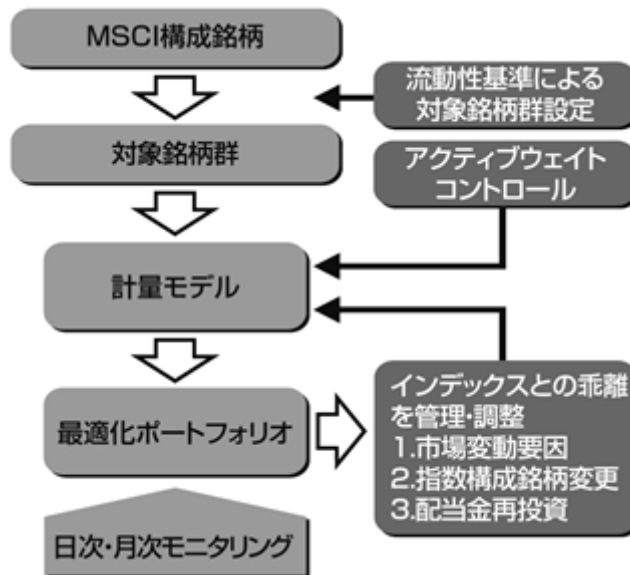 MSCI構成銘柄
流動性基準による
対象銘柄群設定
対象銘柄群
アクティブウェイト
コントロール
計量モデル
最適化ポートフォリオ
インデックスとの乖離
を管理・調整
1.市場変動要因
2.指数構成銘柄変更
3.配当金再投資
日次・月次モニタリング